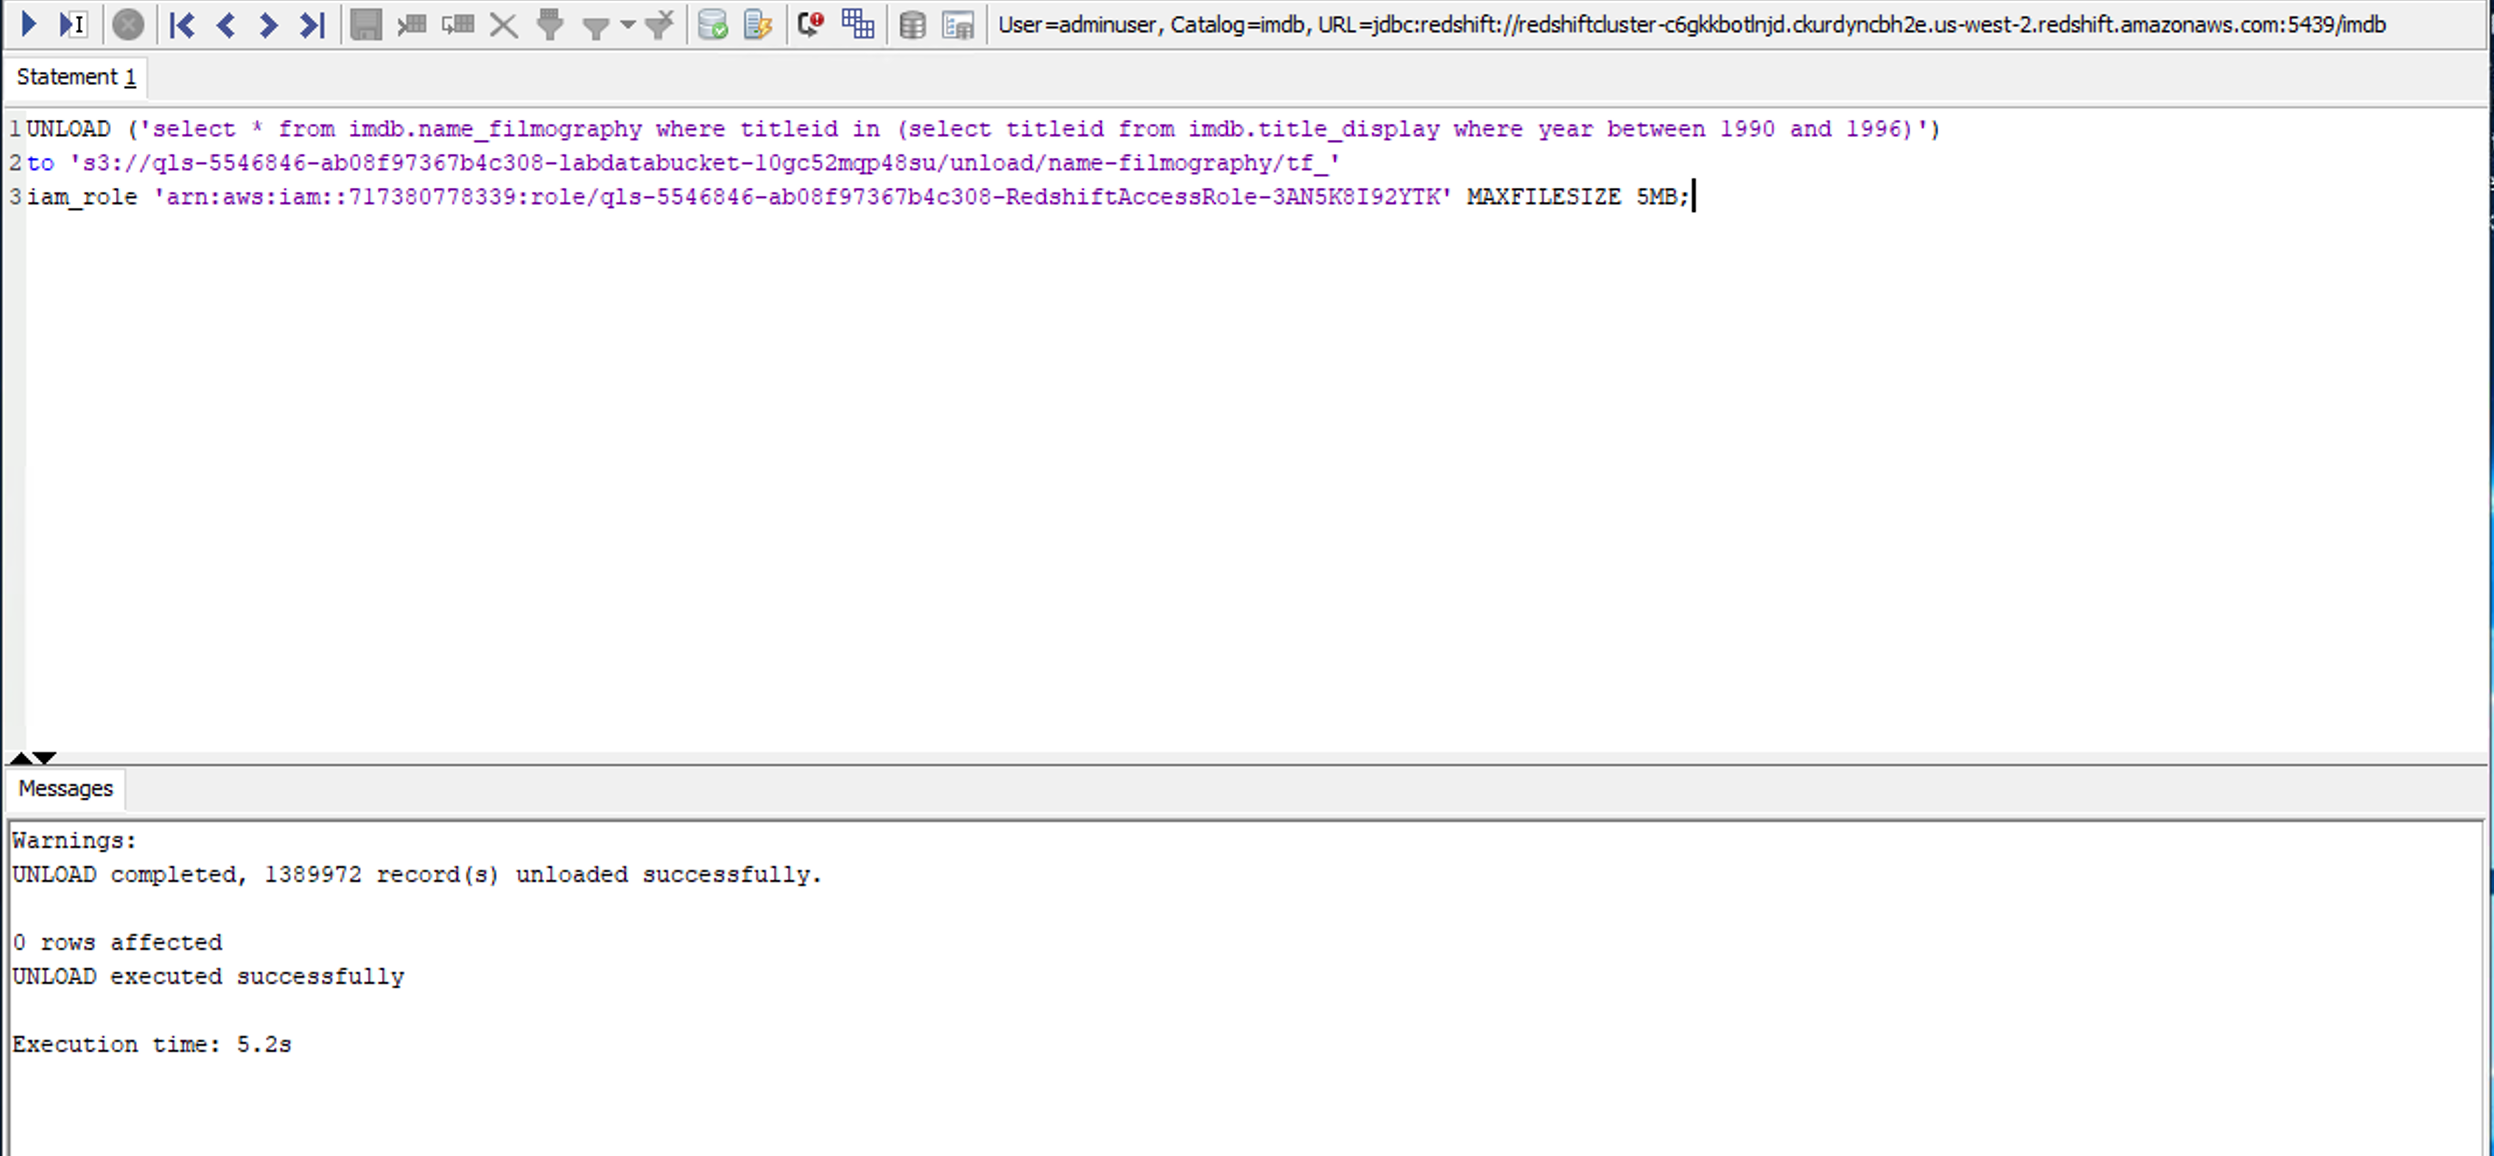 User=adminuser, Catalog=imdb, URL=jdbc:redshift://redshiftcluster-c6gkkbotlnjd.ckurdyncbh2e.us-west-2.redshift.amazonaws.com:5439/imdb
Statement 1
1 UNLOAD ('select * from imdb.name_filmography where titleid in (select titleid from imdb.title_display where year between 1990 and 1996)')
2 to 's3://qls-5546846-ab08f97367b4c308-labdatabucket-10gc52mqp48su/unload/name-filmography/tf_'
3 iam_role 'arn:aws:iam::717380778339:role/qls-5546846-ab08f97367b4c308-RedshiftAccessRole-3AN5K8I92YTK' MAXFILESIZE 5MB;
Messages
Warnings:
UNLOAD completed, 1389972 record(s) unloaded successfully.
0 rows affected
UNLOAD executed successfully
Execution time: 5.2s